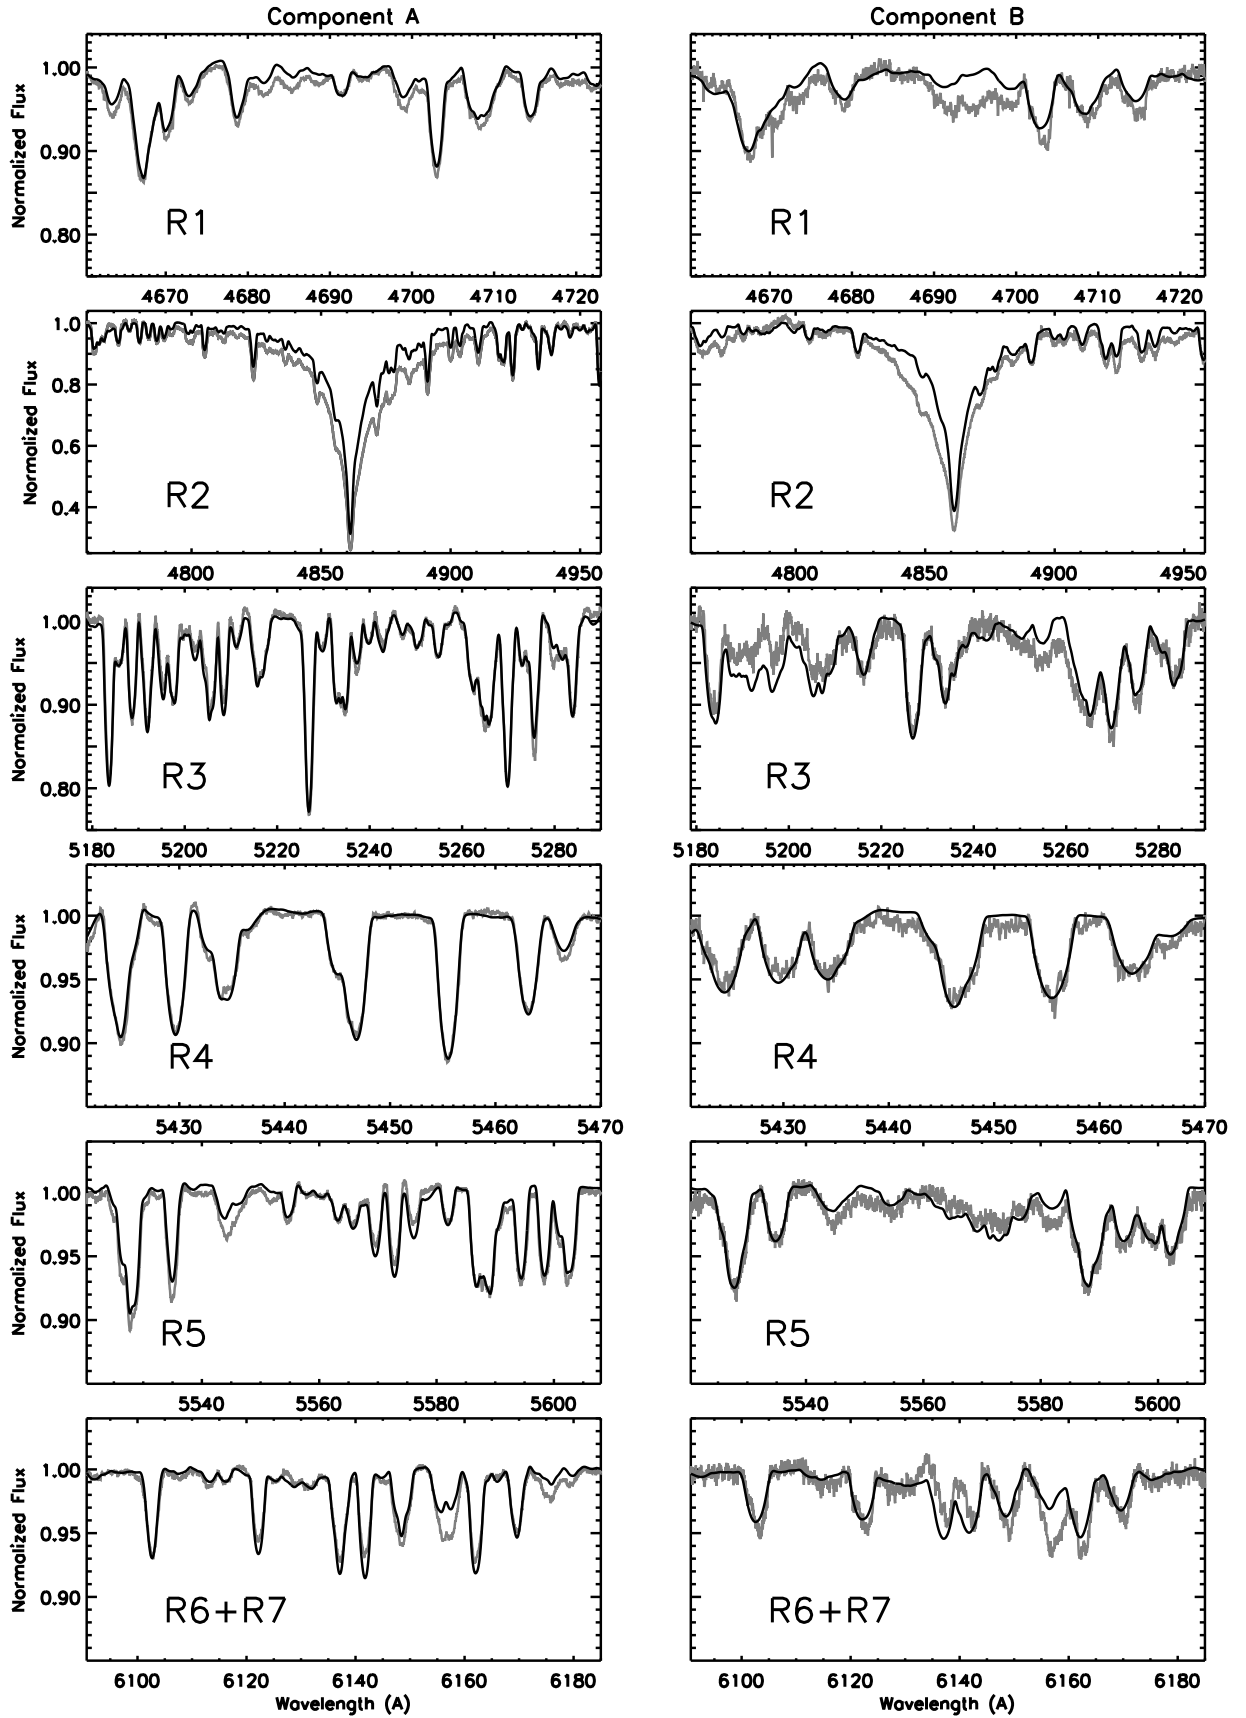 Component A
Component B
Normalized Flux
1.00
0.90
0.80
R1
4670 4680 4690 4700 4710 4720
R1
4670 4680 4690 4700 4710 4720
Normalized Flux
1.0
0.8
0.6
0.4
R2
4800 4850 4900 4950
R2
4800 4850 4900 4950
Normalized Flux
1.00
0.90
0.80
R3
5180 5200 5220 5240 5260 5280
R3
5180 5200 5220 5240 5260 5280
Normalized Flux
1.00
0.95
0.90
R4
5430 5440 5450 5460 5470
R4
5430 5440 5450 5460 5470
Normalized Flux
1.00
0.95
0.90
R5
5540 5560 5580 5600
R5
5540 5560 5580 5600
Normalized Flux
1.00
0.95
0.90
R6+R7
6100 6120 6140 6160 6180
Wavelength (A)
R6+R7
6100 6120 6140 6160 6180
Wavelength (A)